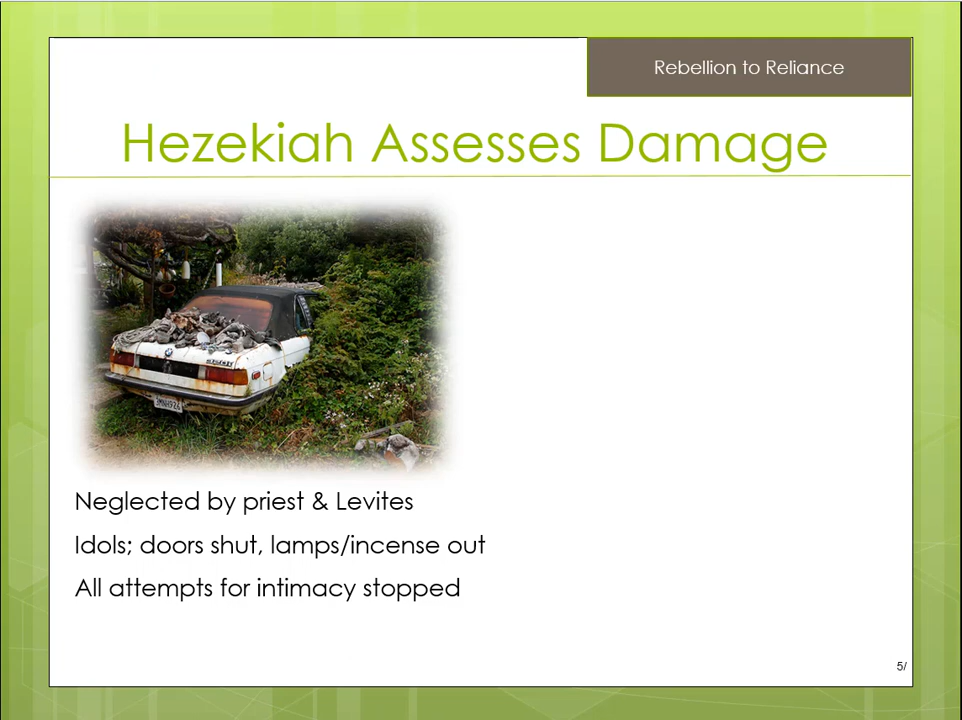 Rebellion to Reliance
Hezekiah Assesses Damage
Neglected by priest & Levites
Idols; doors shut, lamps/incense out
All attempts for intimacy stopped
5/